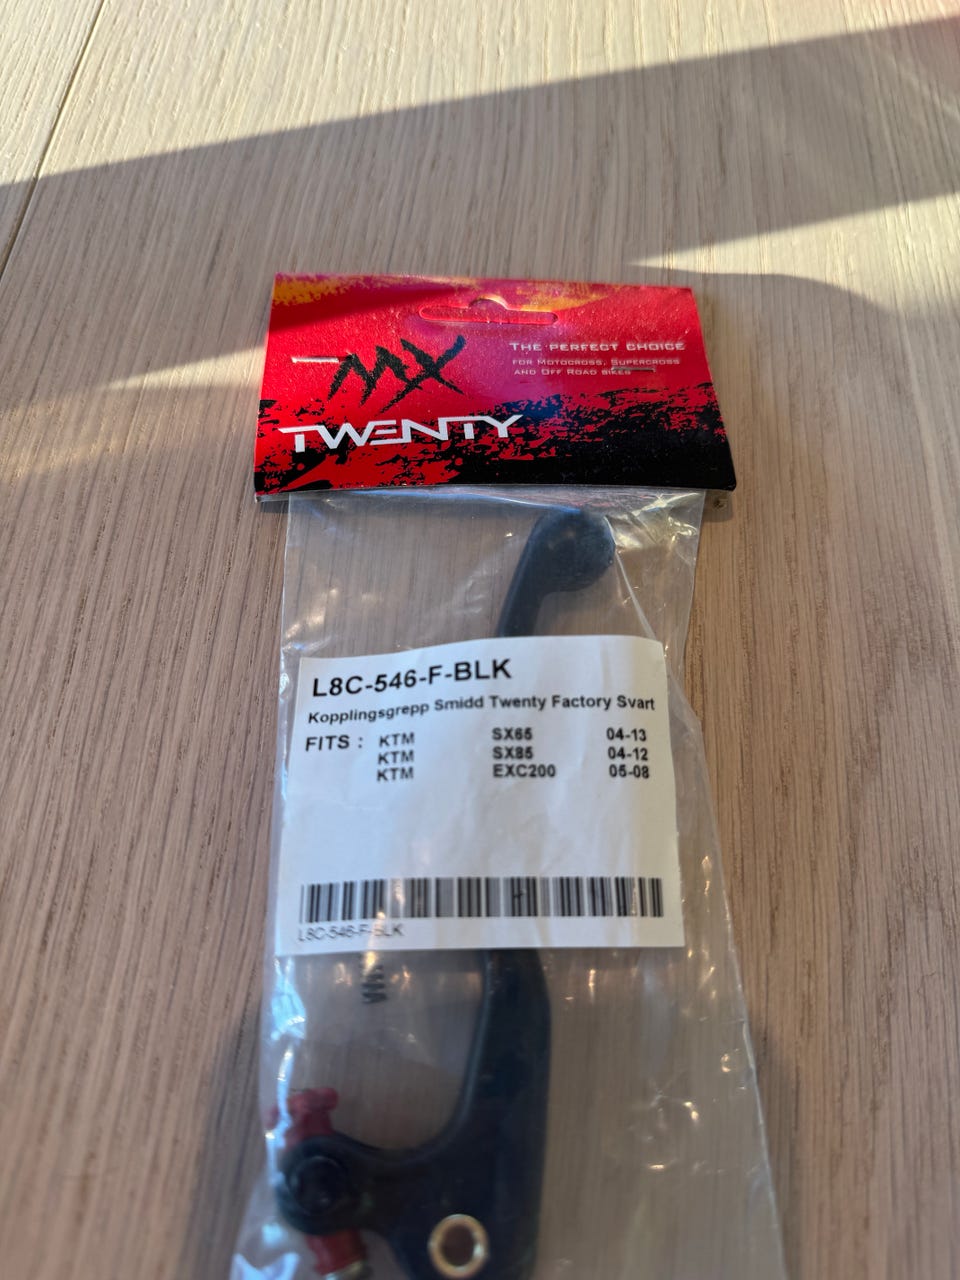 MX
TWENTY
THE PERFECT CHOICE
FOR MOTOCROSS, SUPERCROSS
AND OFF ROAD BIKES
L8C-546-F-BLK
Kopplingsgrepp Smidd Twenty Factory Svart
FITS : KTM SX65 04-13
KTM SX85 04-12
KTM EXC200 05-08
L8C-546-F-BLK